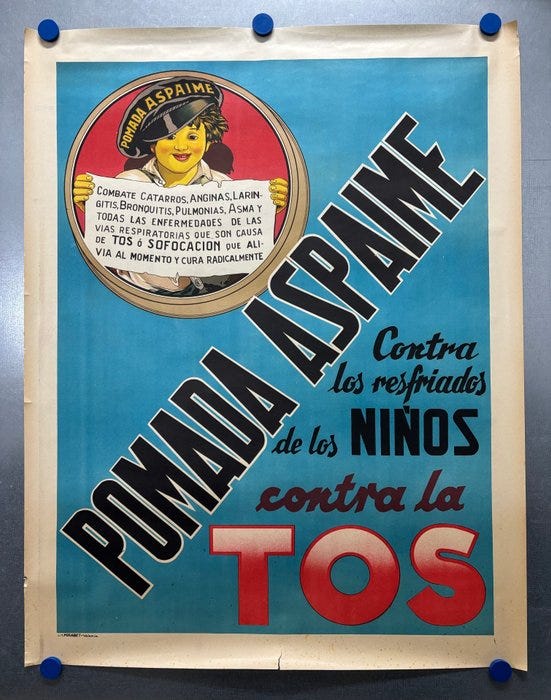 POMADA ASPAIME
COMBATE CATARROS, ANGINAS, LARIN-
GITIS, BRONQUITIS, PULMONIAS, ASMA Y
TODAS LAS ENFERMEDADES DE LAS
VIAS RESPIRATORIAS QUE SON CAUSA
DE TOS ó SOFOCACION QUE ALI-
VIA AL MOMENTO Y CURA RADICALMENTE
POMADA ASPAIME
Contra
los resfriados
de los NIÑOS
contra la
TOS
MIRABET-Valencia